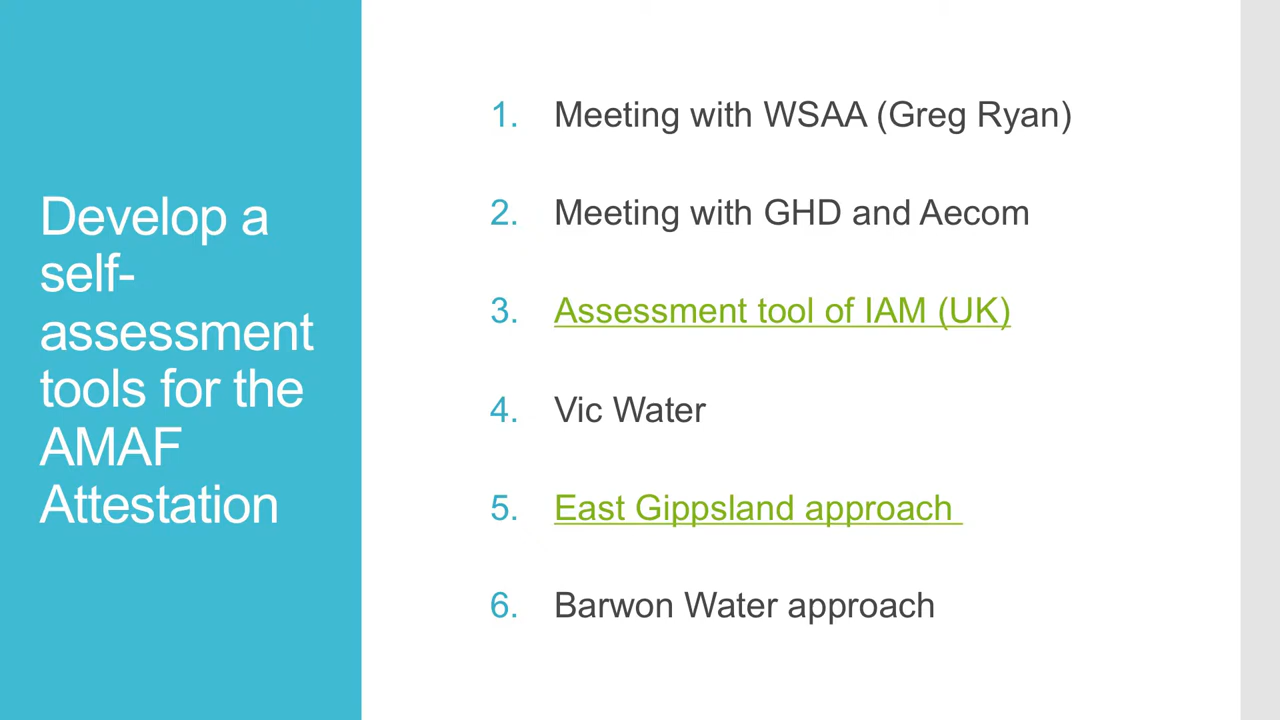 Develop a
self-
assessment
tools for the
AMAF
Attestation
1. Meeting with WSAA (Greg Ryan)
2. Meeting with GHD and Aecom
3. Assessment tool of IAM (UK)
4. Vic Water
5. East Gippsland approach
6. Barwon Water approach